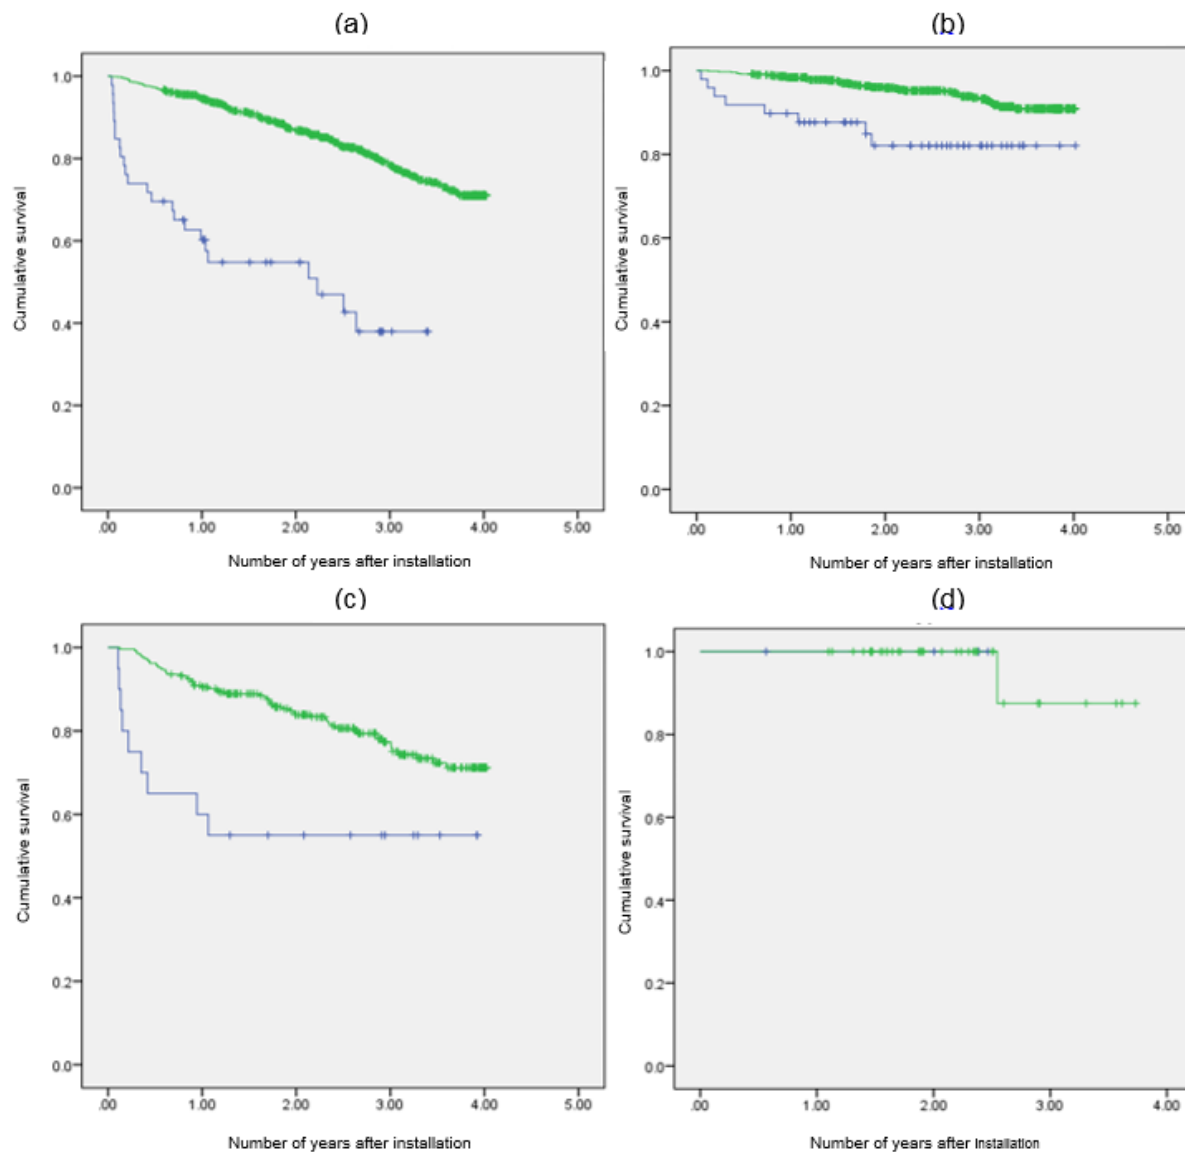 (a)
1.0
0.8
0.6
0.4
0.2
0.0
Cumulative survival
.00 1.00 2.00 3.00 4.00 5.00
Number of years after installation
(b)
1.0
0.8
0.6
0.4
0.2
0.0
Cumulative survival
.00 1.00 2.00 3.00 4.00 5.00
Number of years after installation
(c)
1.0
0.8
0.6
0.4
0.2
0.0
Cumulative survival
.00 1.00 2.00 3.00 4.00 5.00
Number of years after installation
(d)
1.0
0.8
0.6
0.4
0.2
0.0
Cumulative survival
.00 1.00 2.00 3.00 4.00
Number of years after Installation